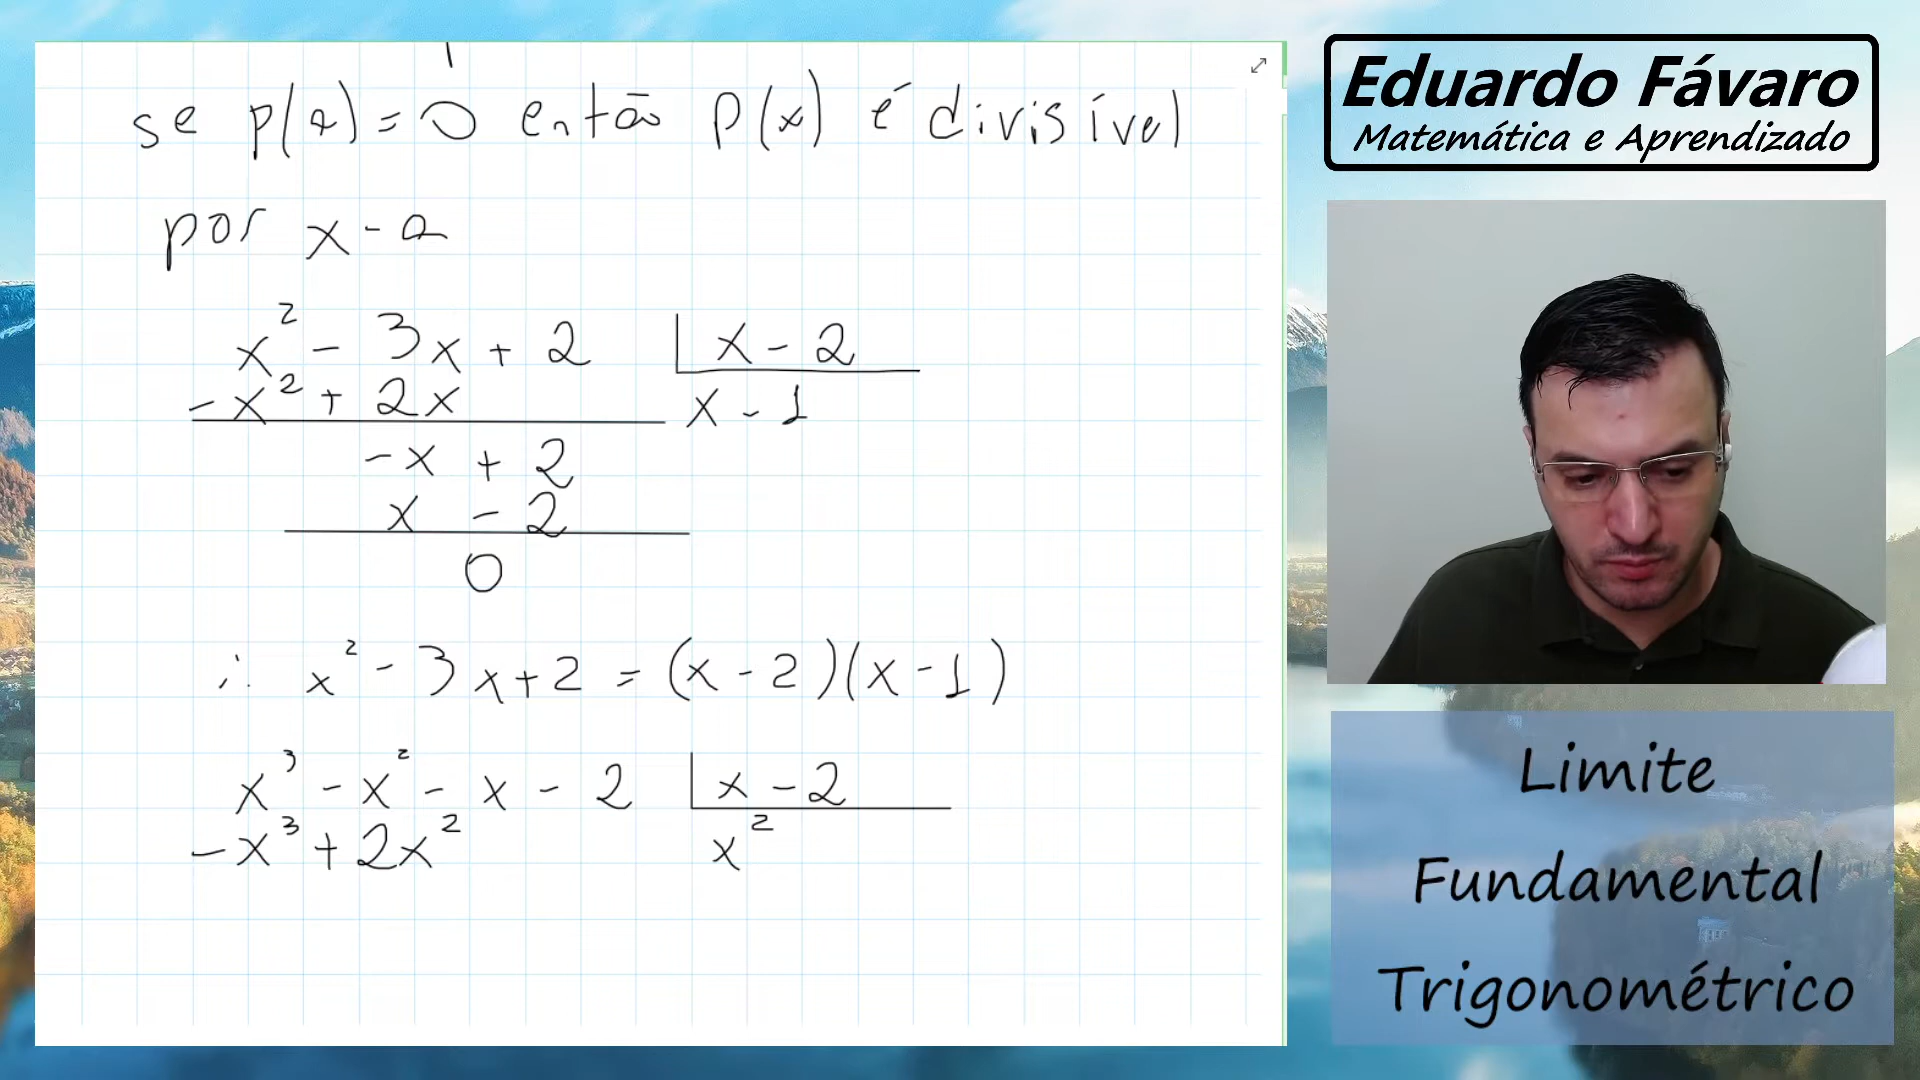 se p(a) = 0 então P(x) é divisível
por x - a
x² - 3x + 2 | x - 2
-x² + 2x x - 1
-x + 2
x - 2
0
∴ x² - 3x + 2 = (x - 2)(x - 1)
x³ - x² - x - 2 | x - 2
-x³ + 2x² x²
Eduardo Fávaro
Matemática e Aprendizado
Limite
Fundamental
Trigonométrico